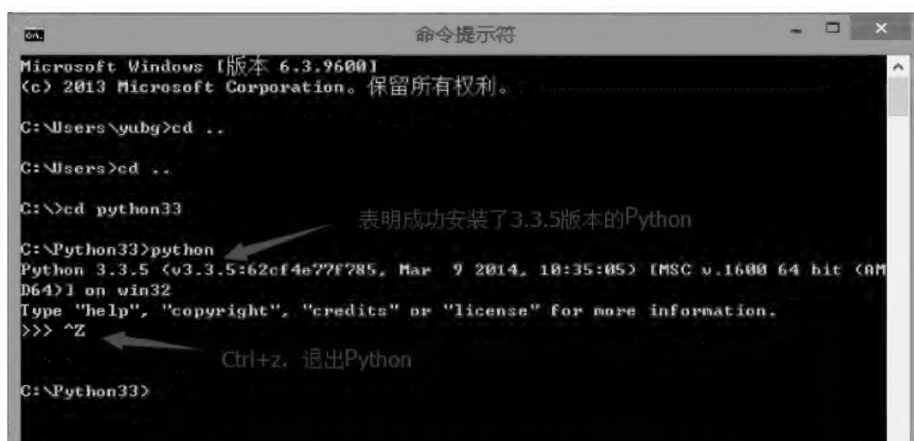 命令提示符
Microsoft Windows [版本 6.3.9600]
(c) 2013 Microsoft Corporation。保留所有权利。
C:\Users\yubg>cd ..
C:\Users>cd ..
C:\>cd python33
表明成功安装了3.3.5版本的Python
C:\Python33>python
Python 3.3.5 (v3.3.5:62cf4e77f785, Mar  9 2014, 10:35:05) [MSC v.1600 64 bit (AM
D64)] on win32
Type "help", "copyright", "credits" or "license" for more information.
>>> ^Z
Ctrl+z，退出Python
C:\Python33>